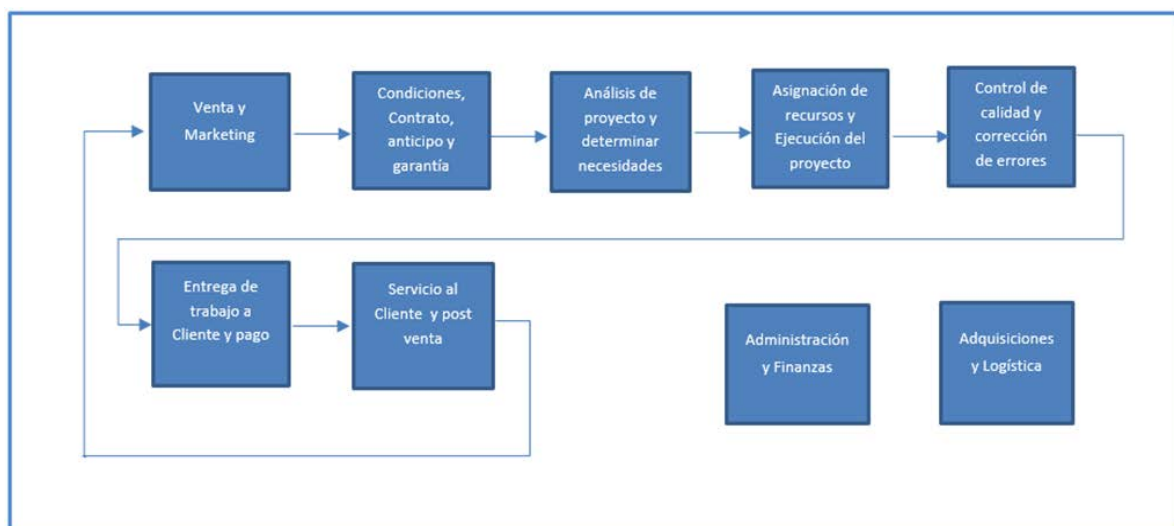 Venta y
Marketing
Condiciones,
Contrato,
anticipo y
garantía
Análisis de
proyecto y
determinar
necesidades
Asignación de
recursos y
Ejecución del
proyecto
Control de
calidad y
corrección
de errores
Entrega de
trabajo a
Cliente y pago
Servicio al
Cliente y post
venta
Administración
y Finanzas
Adquisiciones
y Logística